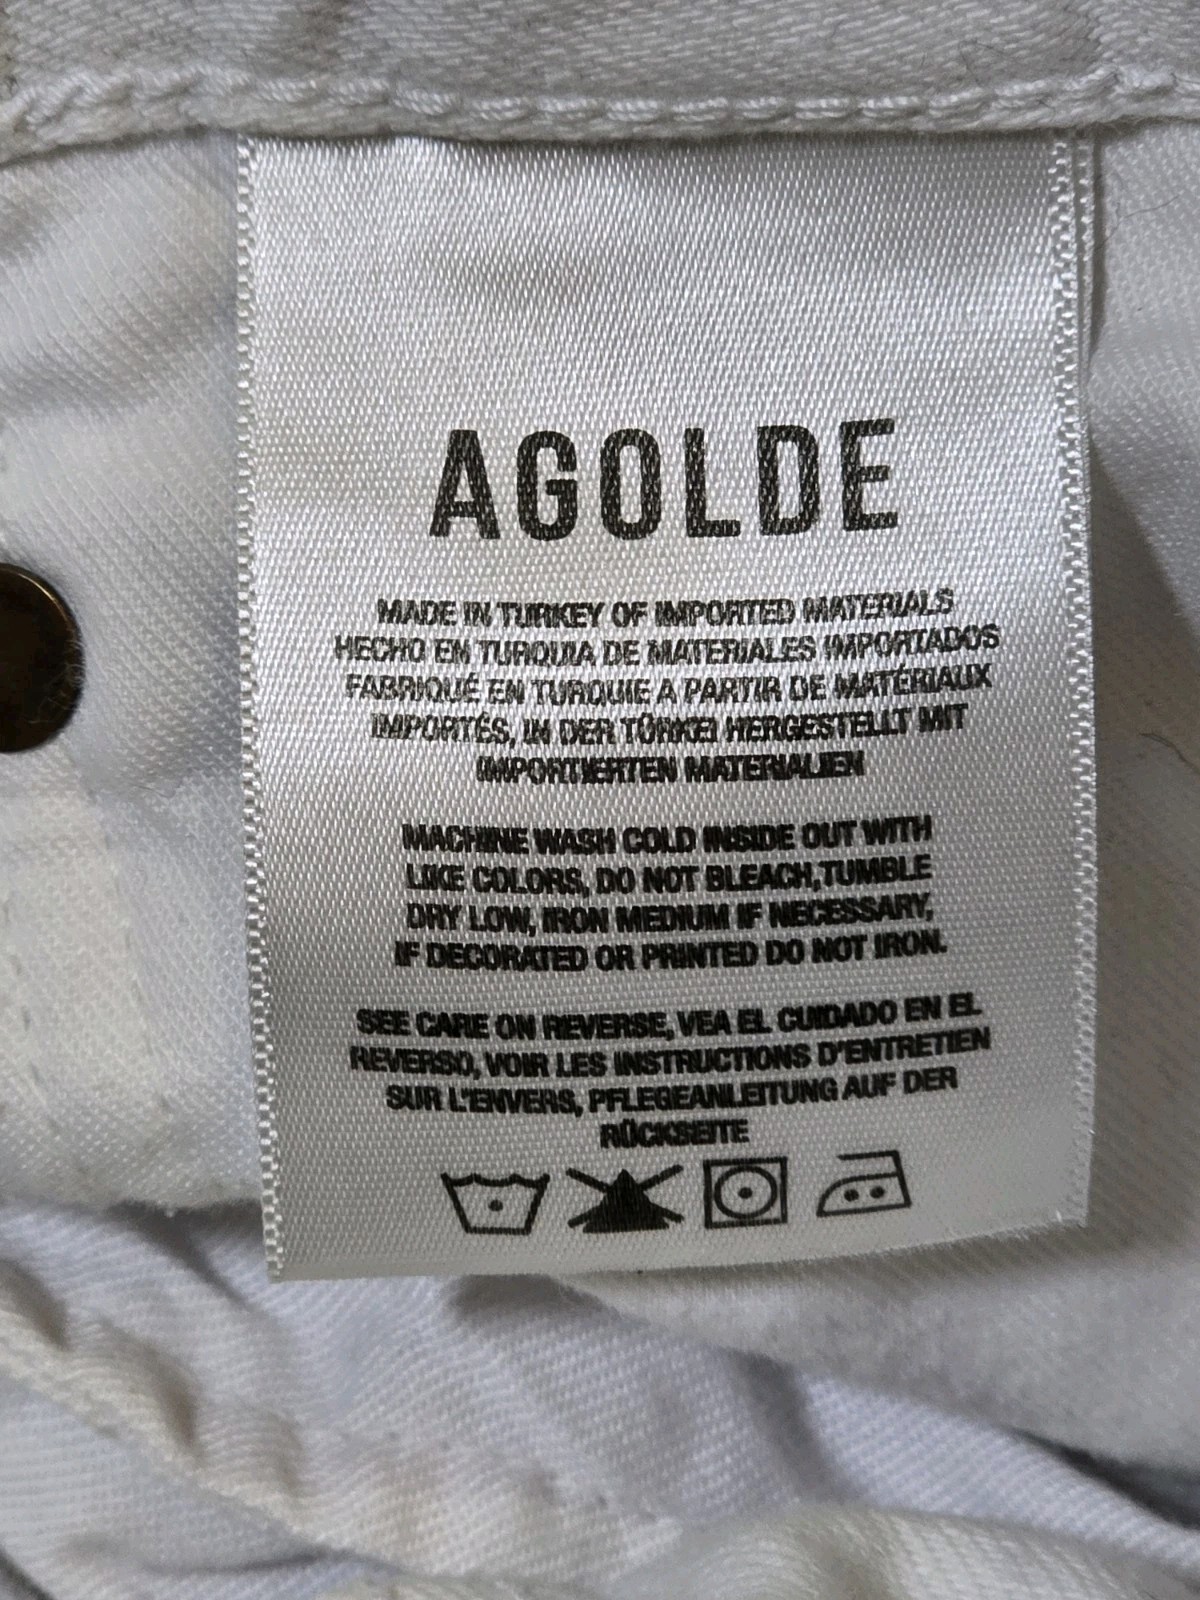 AGOLDE
MADE IN TURKEY OF IMPORTED MATERIALS
HECHO EN TURQUIA DE MATERIALES IMPORTADOS
FABRIQUÉ EN TURQUIE A PARTIR DE MATÉRIAUX
IMPORTÉS, IN DER TÜRKEI HERGESTELLT MIT
IMPORTIERTEN MATERIALIEN
MACHINE WASH COLD INSIDE OUT WITH
LIKE COLORS, DO NOT BLEACH,TUMBLE
DRY LOW, IRON MEDIUM IF NECESSARY,
IF DECORATED OR PRINTED DO NOT IRON.
SEE CARE ON REVERSE, VEA EL CUIDADO EN EL
REVERSO, VOIR LES INSTRUCTIONS D'ENTRETIEN
SUR L'ENVERS, PFLEGEANLEITUNG AUF DER
RÜCKSEITE